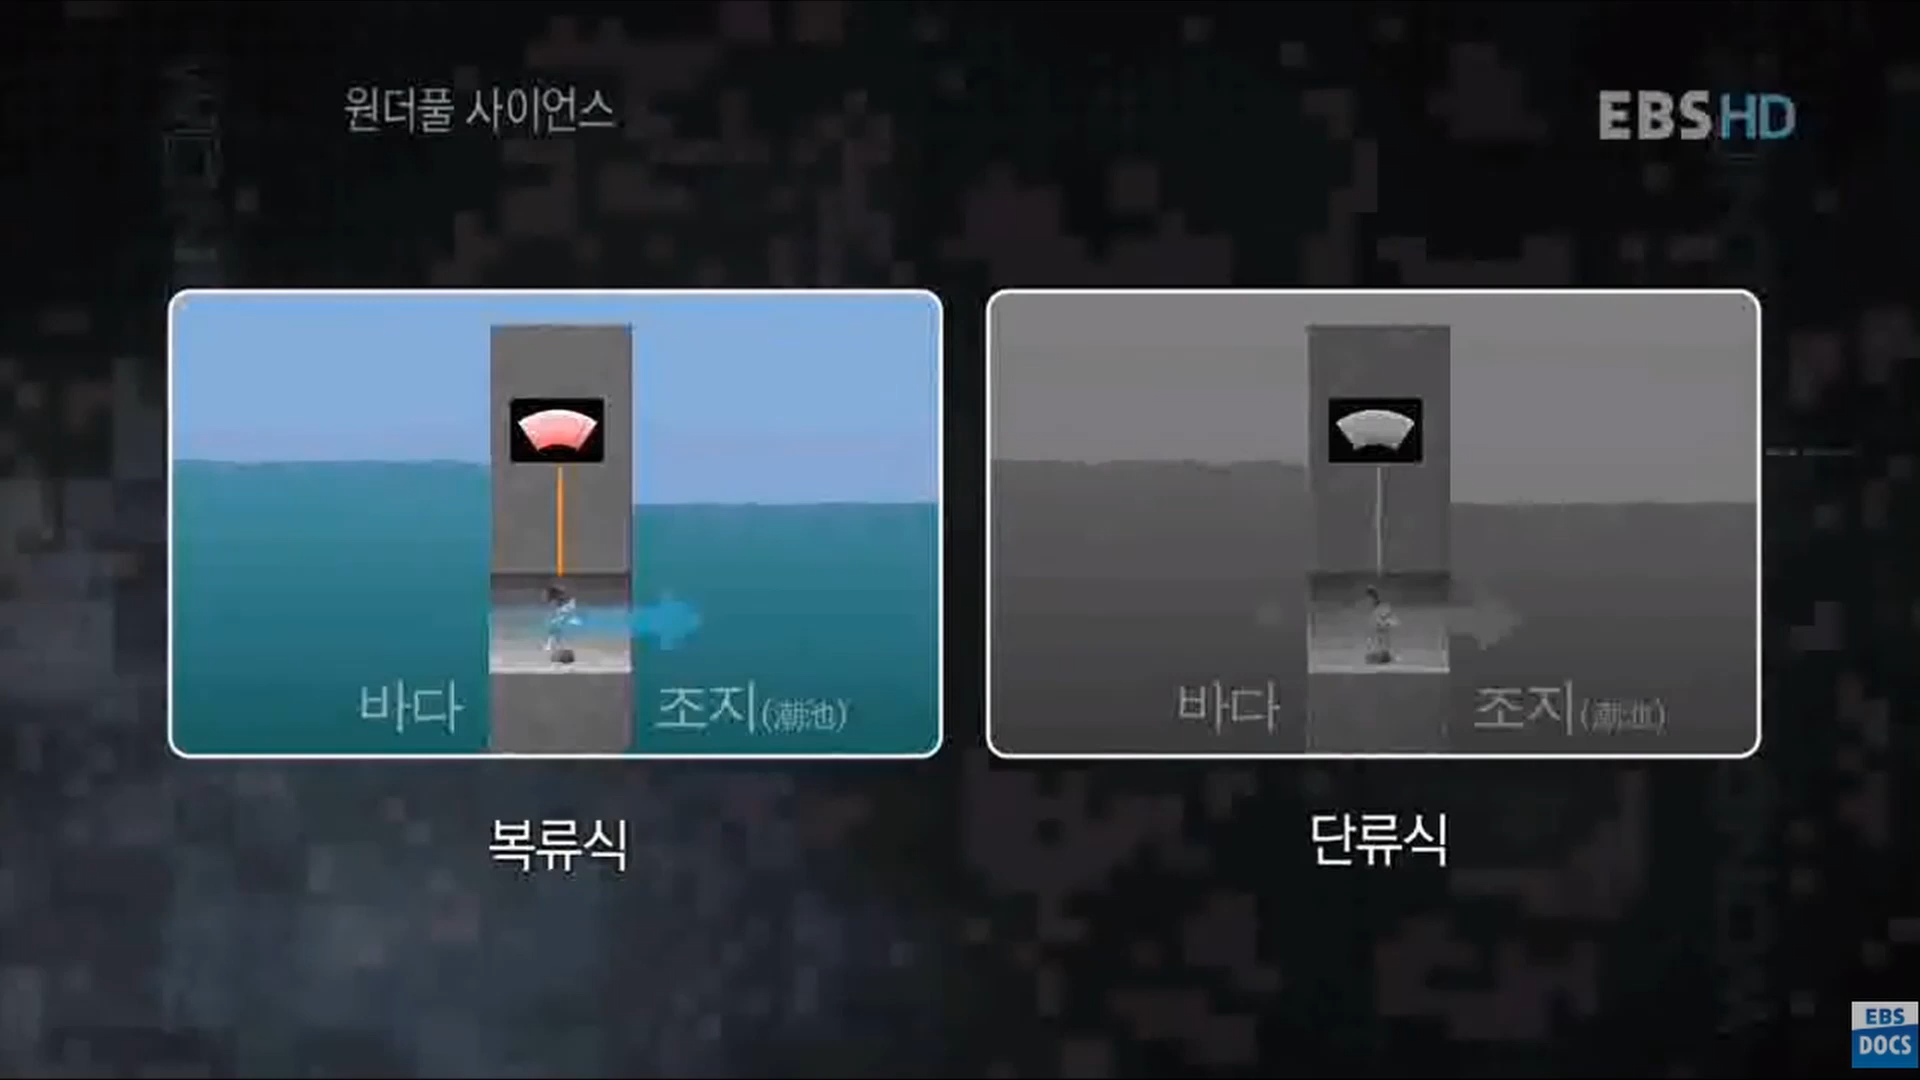 원더풀 사이언스
EBS HD
바다
조지(潮池)
바다
조지(潮池)
복류식
단류식
EBS
DOCS